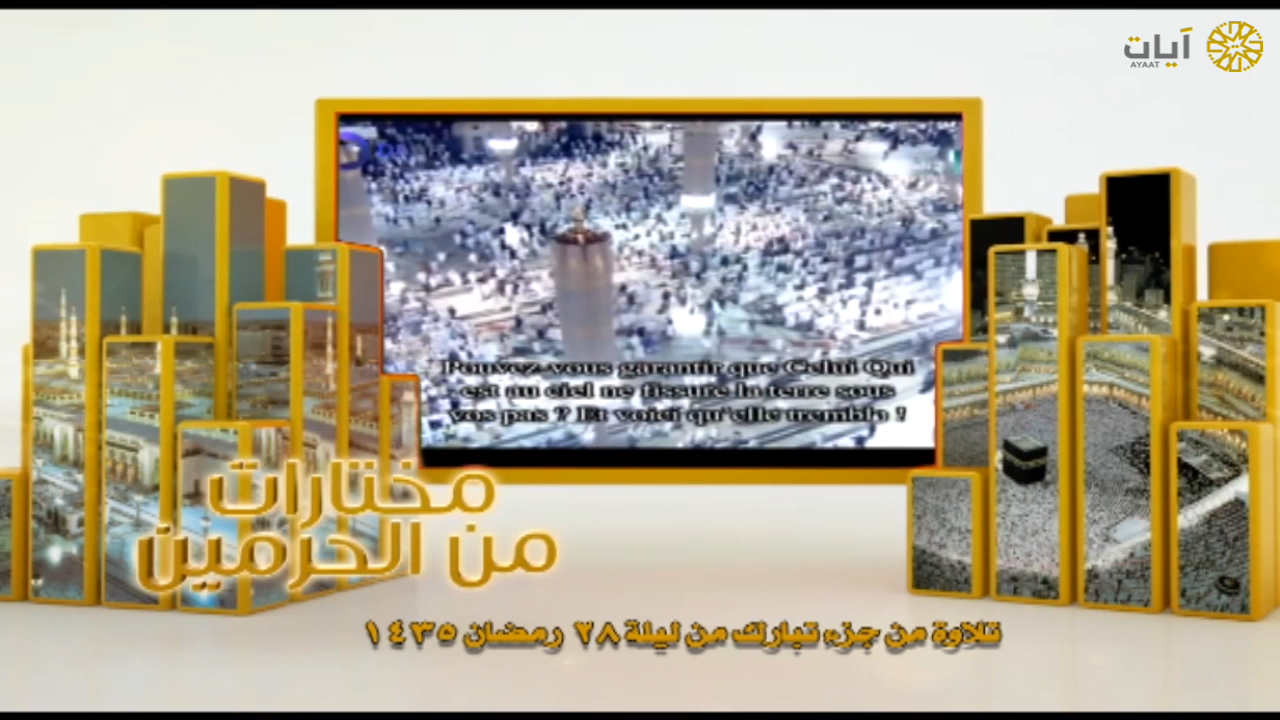 آيات
AYAAT
Pouvez-vous garantir que Celui Qui
est au ciel ne fissure la terre sous
vos pas ? Et voici qu'elle trembla !
مختارات
من الحرمين
تلاوة من جزء تبارك من ليلة ٢٨ رمضان ١٤٣٥